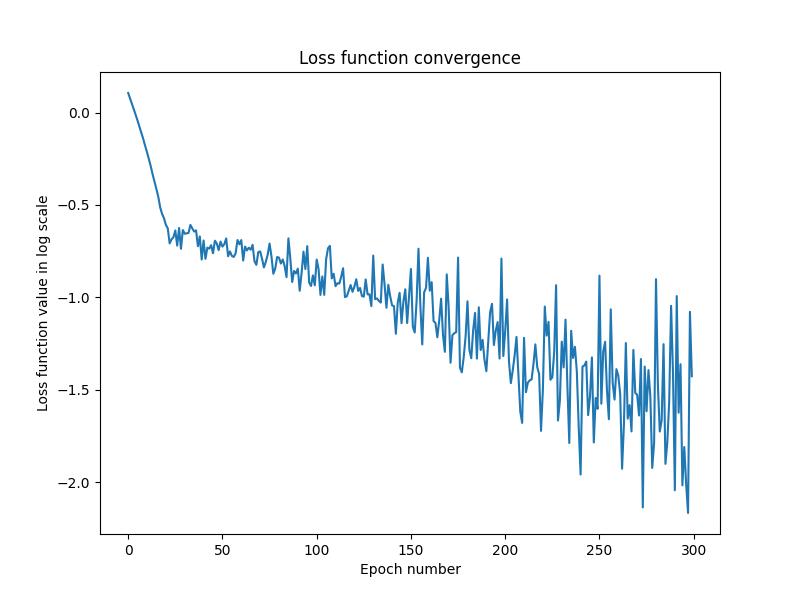 Loss function convergence
0.0
−0.5
−1.0
−1.5
−2.0
Loss function value in log scale
0 50 100 150 200 250 300
Epoch number